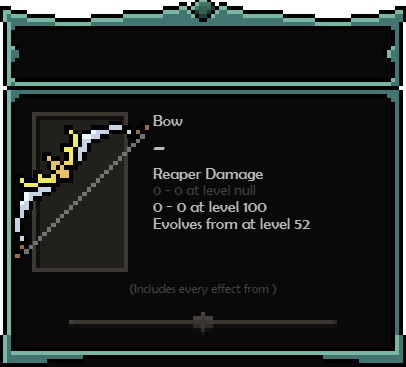 Bow
–
Reaper Damage
0 - 0 at level null
0 - 0 at level 100
Evolves from at level 52
(Includes every effect from )